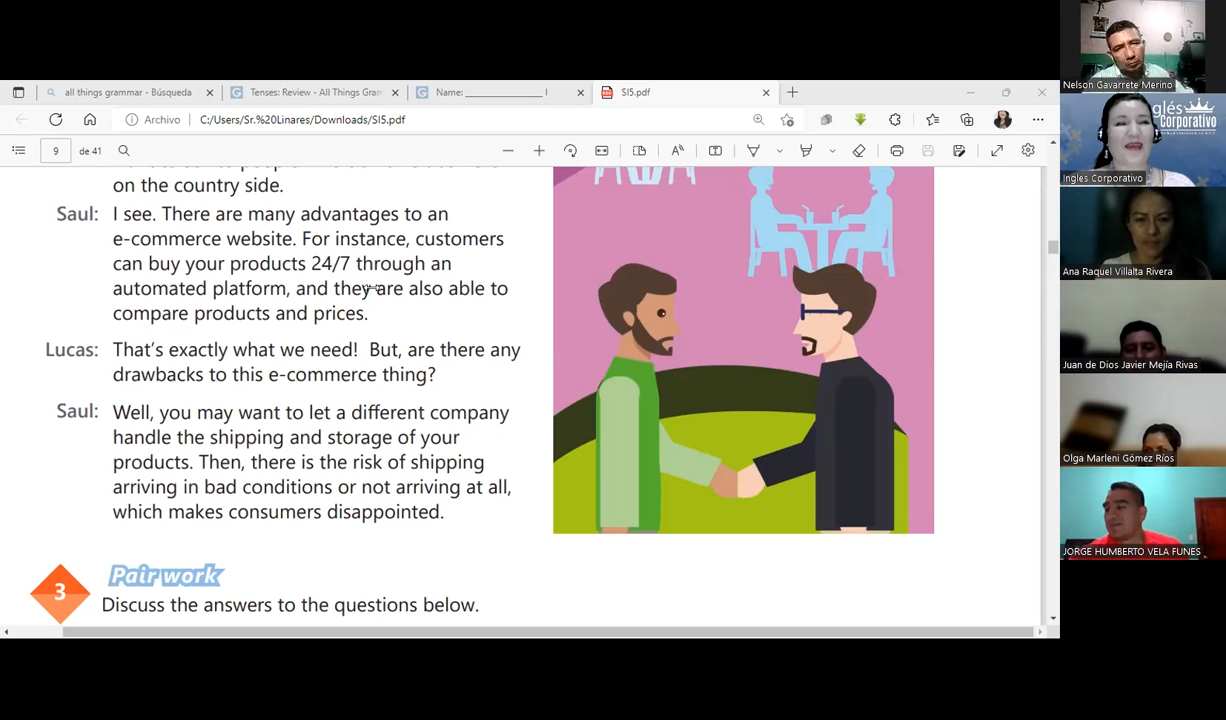 all things grammar - Búsqueda
Tenses: Review - All Things Gram
Name: ____________________ I
SI5.pdf
Archivo
C:/Users/Sr.%20Linares/Downloads/SI5.pdf
9 de 41
on the country side.
Saul: I see. There are many advantages to an
e-commerce website. For instance, customers
can buy your products 24/7 through an
automated platform, and they are also able to
compare products and prices.
Lucas: That's exactly what we need! But, are there any
drawbacks to this e-commerce thing?
Saul: Well, you may want to let a different company
handle the shipping and storage of your
products. Then, there is the risk of shipping
arriving in bad conditions or not arriving at all,
which makes consumers disappointed.
3
Pair work
Discuss the answers to the questions below.
Nelson Gavarrete Merino
glés
Corporativo
Ingles Corporativo
Ana Raquel Villalta Rivera
Juan de Dios Javier Mejía Rivas
Olga Marleni Gómez Ríos
JORGE HUMBERTO VELA FUNES